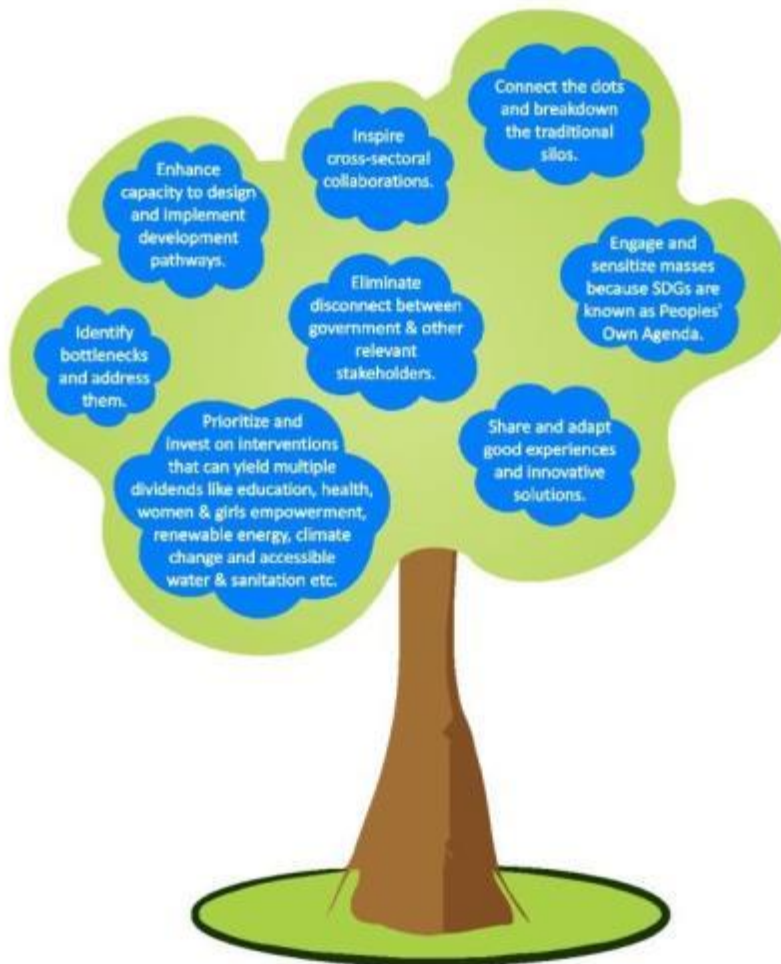 Connect the dots
and breakdown
the traditional
silos.
Inspire
cross-sectoral
collaborations.
Enhance
capacity to design
and implement
development
pathways.
Engage and
sensitize masses
because SDGs are
known as Peoples'
Own Agenda.
Eliminate
disconnect between
government & other
relevant
stakeholders.
Identify
bottlenecks
and address
them.
Share and adapt
good experiences
and innovative
solutions.
Prioritize and
invest on interventions
that can yield multiple
dividends like education, health,
women & girls empowerment,
renewable energy, climate
change and accessible
water & sanitation etc.